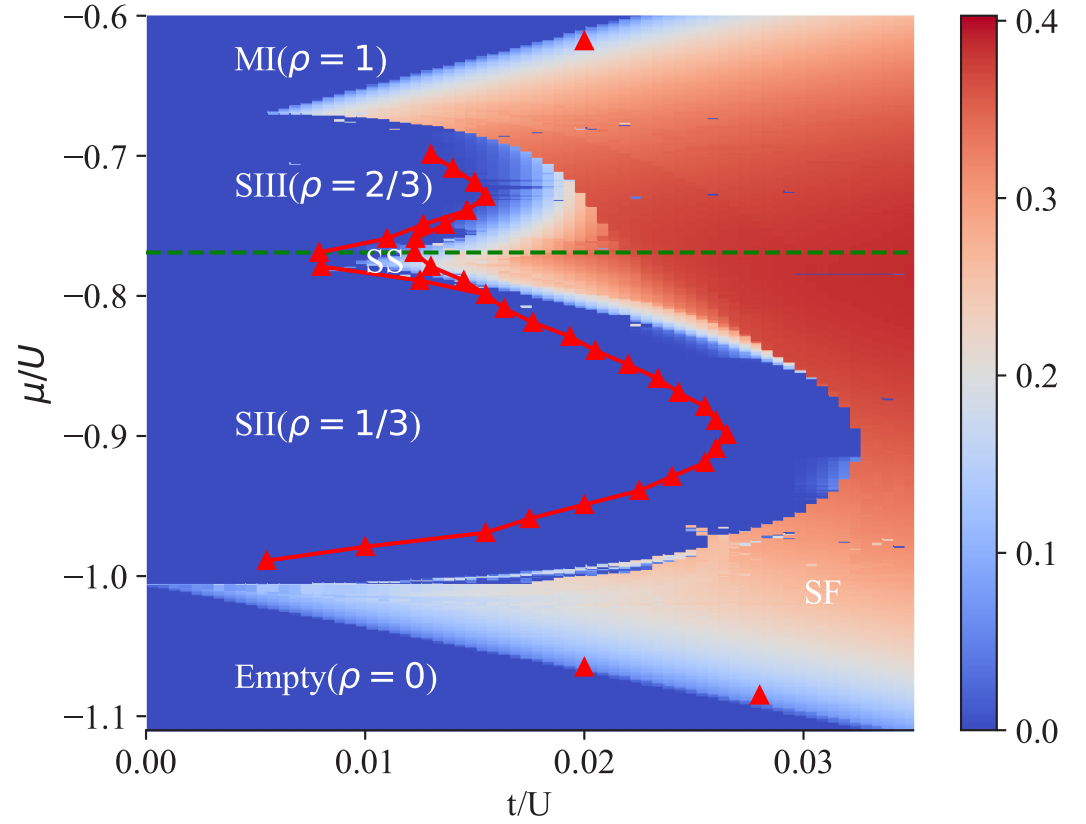 −0.6
−0.7
−0.8
−0.9
−1.0
−1.1
μ/U
0.00
0.01
0.02
0.03
t/U
MI(ρ = 1)
SIII(ρ = 2/3)
SS
SII(ρ = 1/3)
SF
Empty(ρ = 0)
0.4
0.3
0.2
0.1
0.0